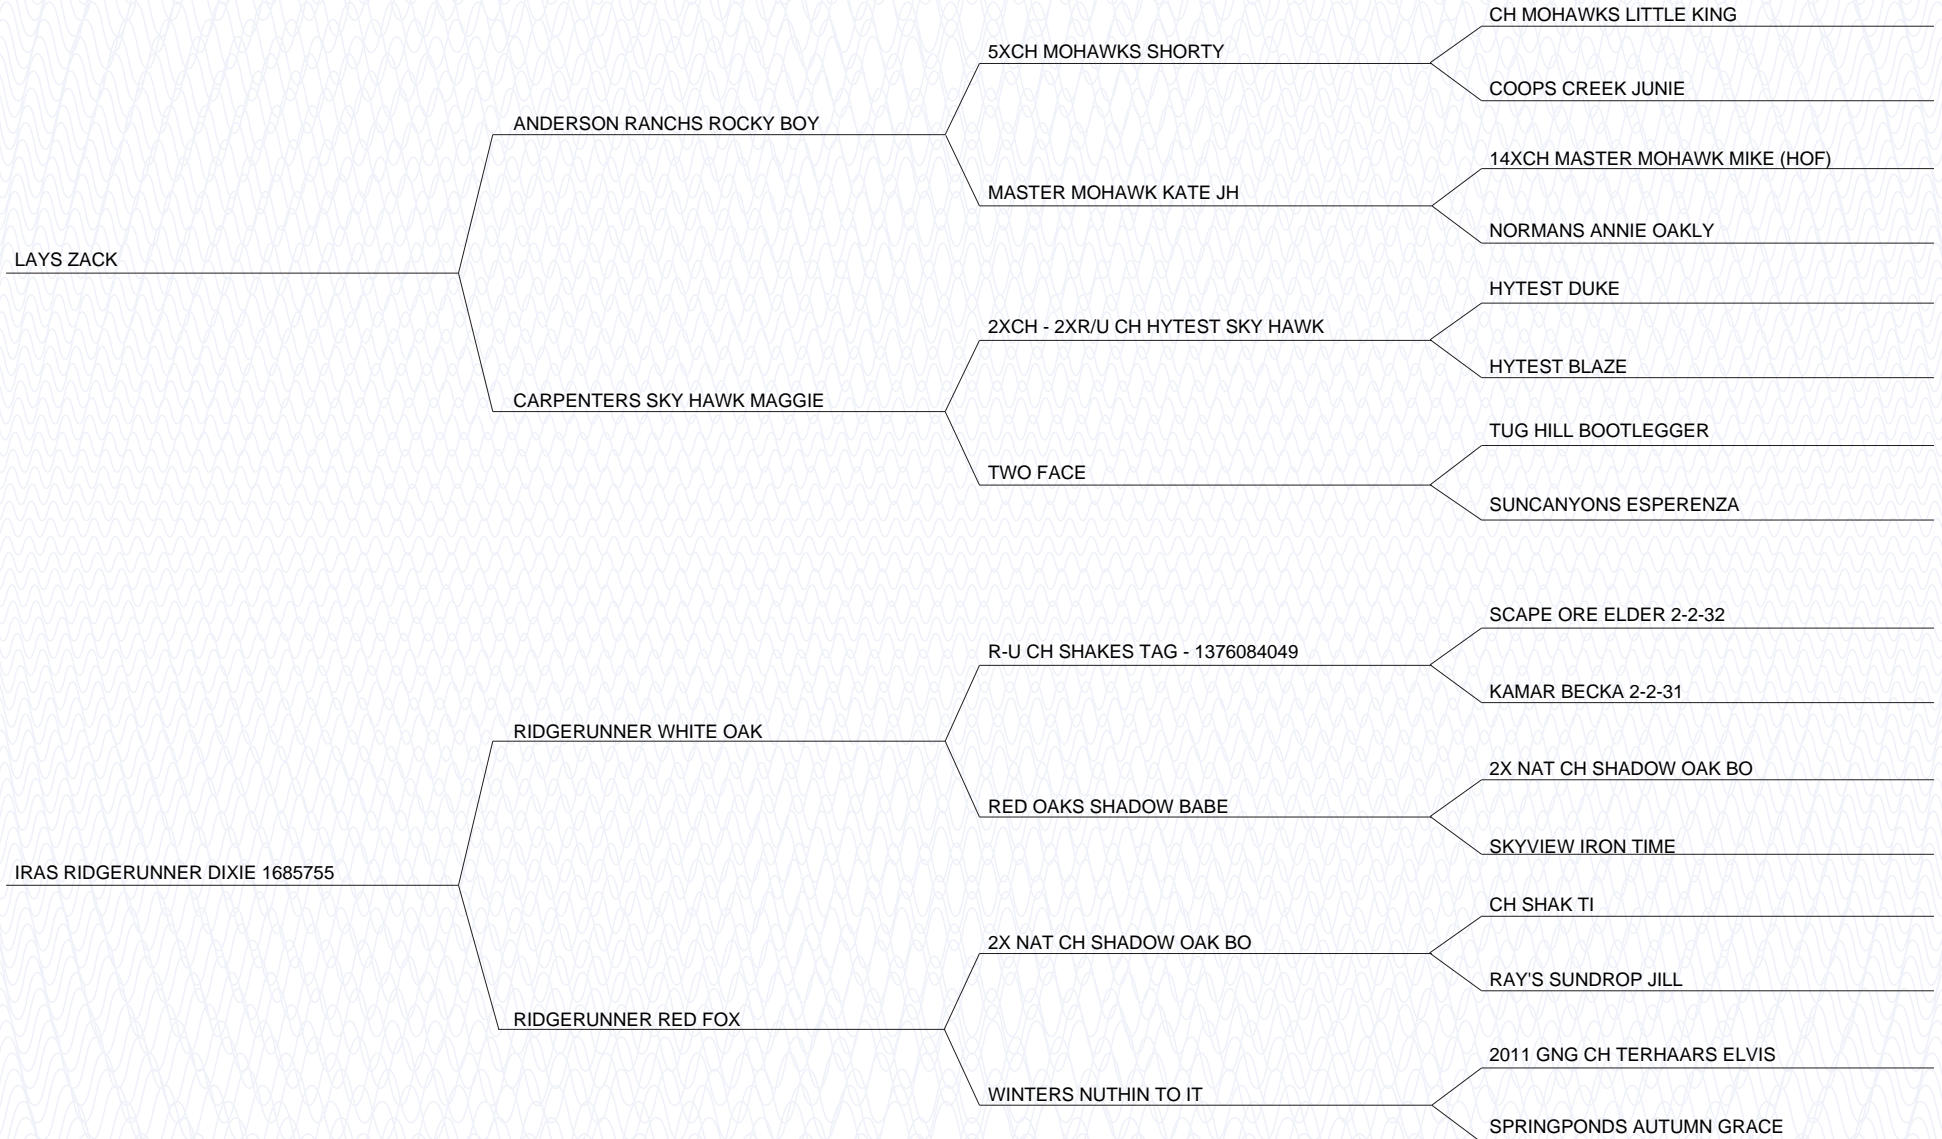 CH MOHAWKS LITTLE KING
5XCH MOHAWKS SHORTY
COOPS CREEK JUNIE
ANDERSON RANCHS ROCKY BOY
14XCH MASTER MOHAWK MIKE (HOF)
MASTER MOHAWK KATE JH
NORMANS ANNIE OAKLY
LAYS ZACK
HYTEST DUKE
2XCH - 2XR/U CH HYTEST SKY HAWK
HYTEST BLAZE
CARPENTERS SKY HAWK MAGGIE
TUG HILL BOOTLEGGER
TWO FACE
SUNCANYONS ESPERENZA
SCAPE ORE ELDER 2-2-32
R-U CH SHAKES TAG - 1376084049
KAMAR BECKA 2-2-31
RIDGERUNNER WHITE OAK
2X NAT CH SHADOW OAK BO
RED OAKS SHADOW BABE
SKYVIEW IRON TIME
IRAS RIDGERUNNER DIXIE 1685755
CH SHAK TI
2X NAT CH SHADOW OAK BO
RAY'S SUNDROP JILL
RIDGERUNNER RED FOX
2011 GNG CH TERHAARS ELVIS
WINTERS NUTHIN TO IT
SPRINGPONDS AUTUMN GRACE